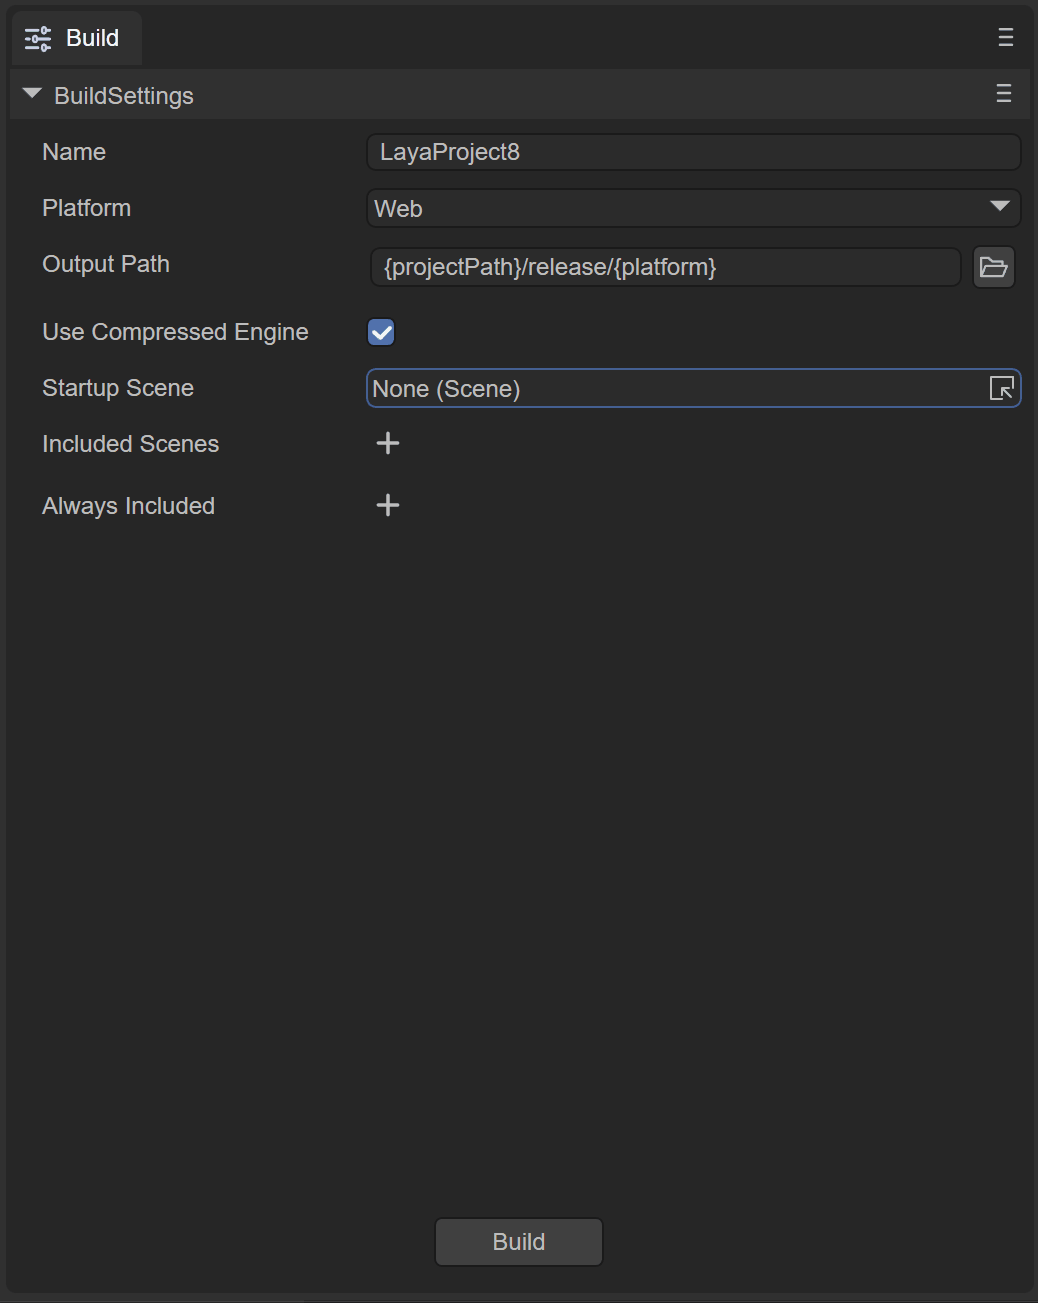 Build
BuildSettings
Name LayaProject8
Platform Web
Output Path {projectPath}/release/{platform}
Use Compressed Engine
Startup Scene None (Scene)
Included Scenes
Always Included
Build